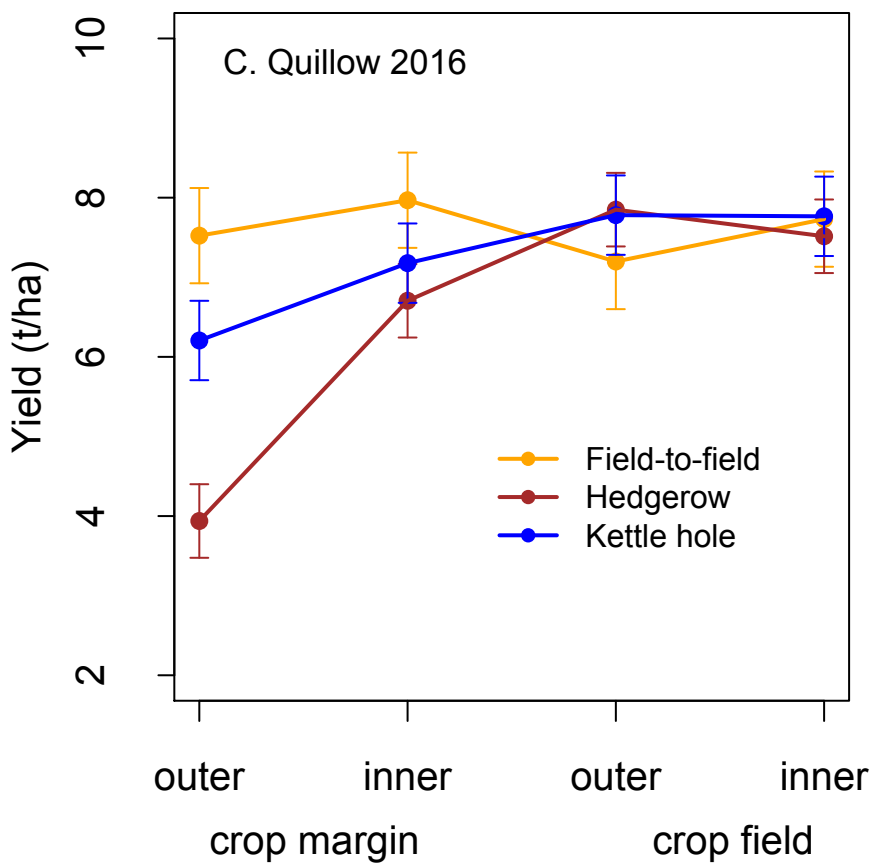 C. Quillow 2016
Yield (t/ha)
10
8
6
4
2
Field-to-field
Hedgerow
Kettle hole
outer inner outer inner
crop margin crop field